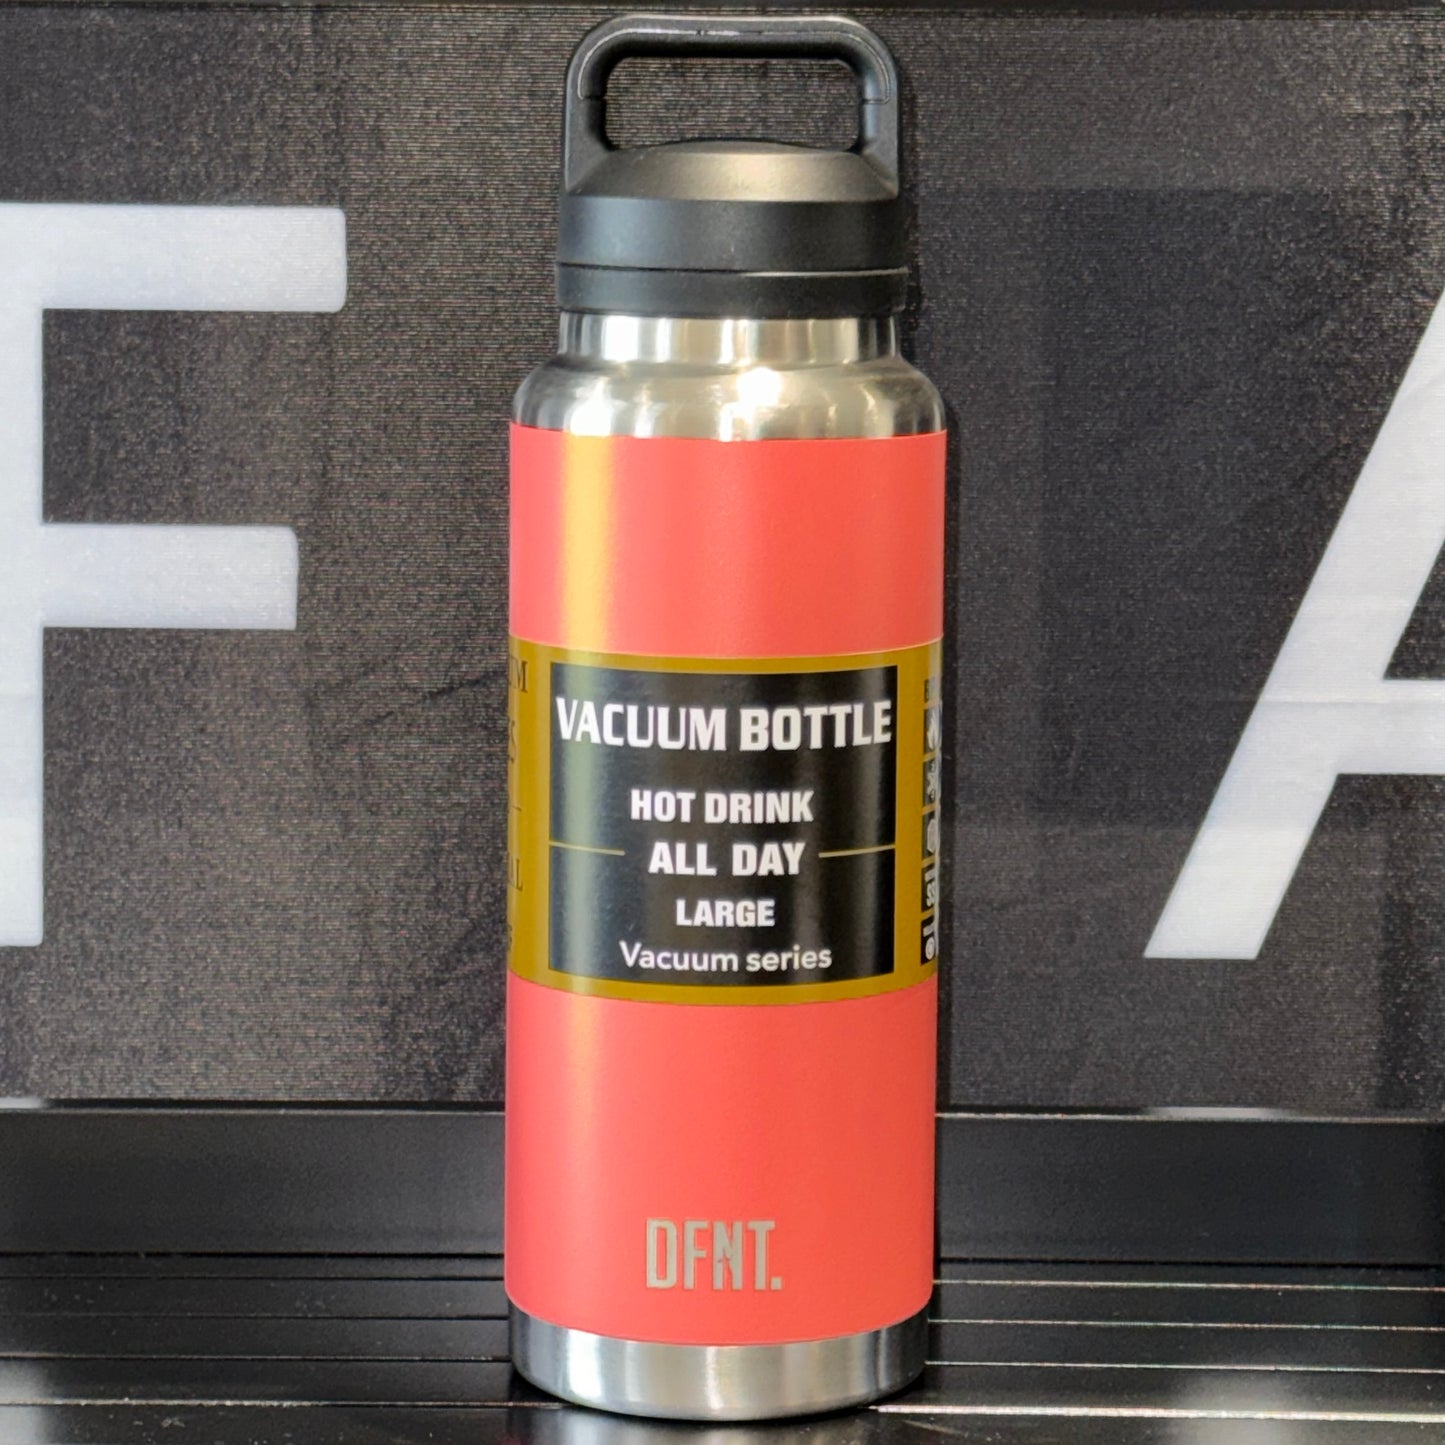 VACUUM BOTTLE
HOT DRINK
ALL DAY
LARGE
Vacuum series
DFNT.